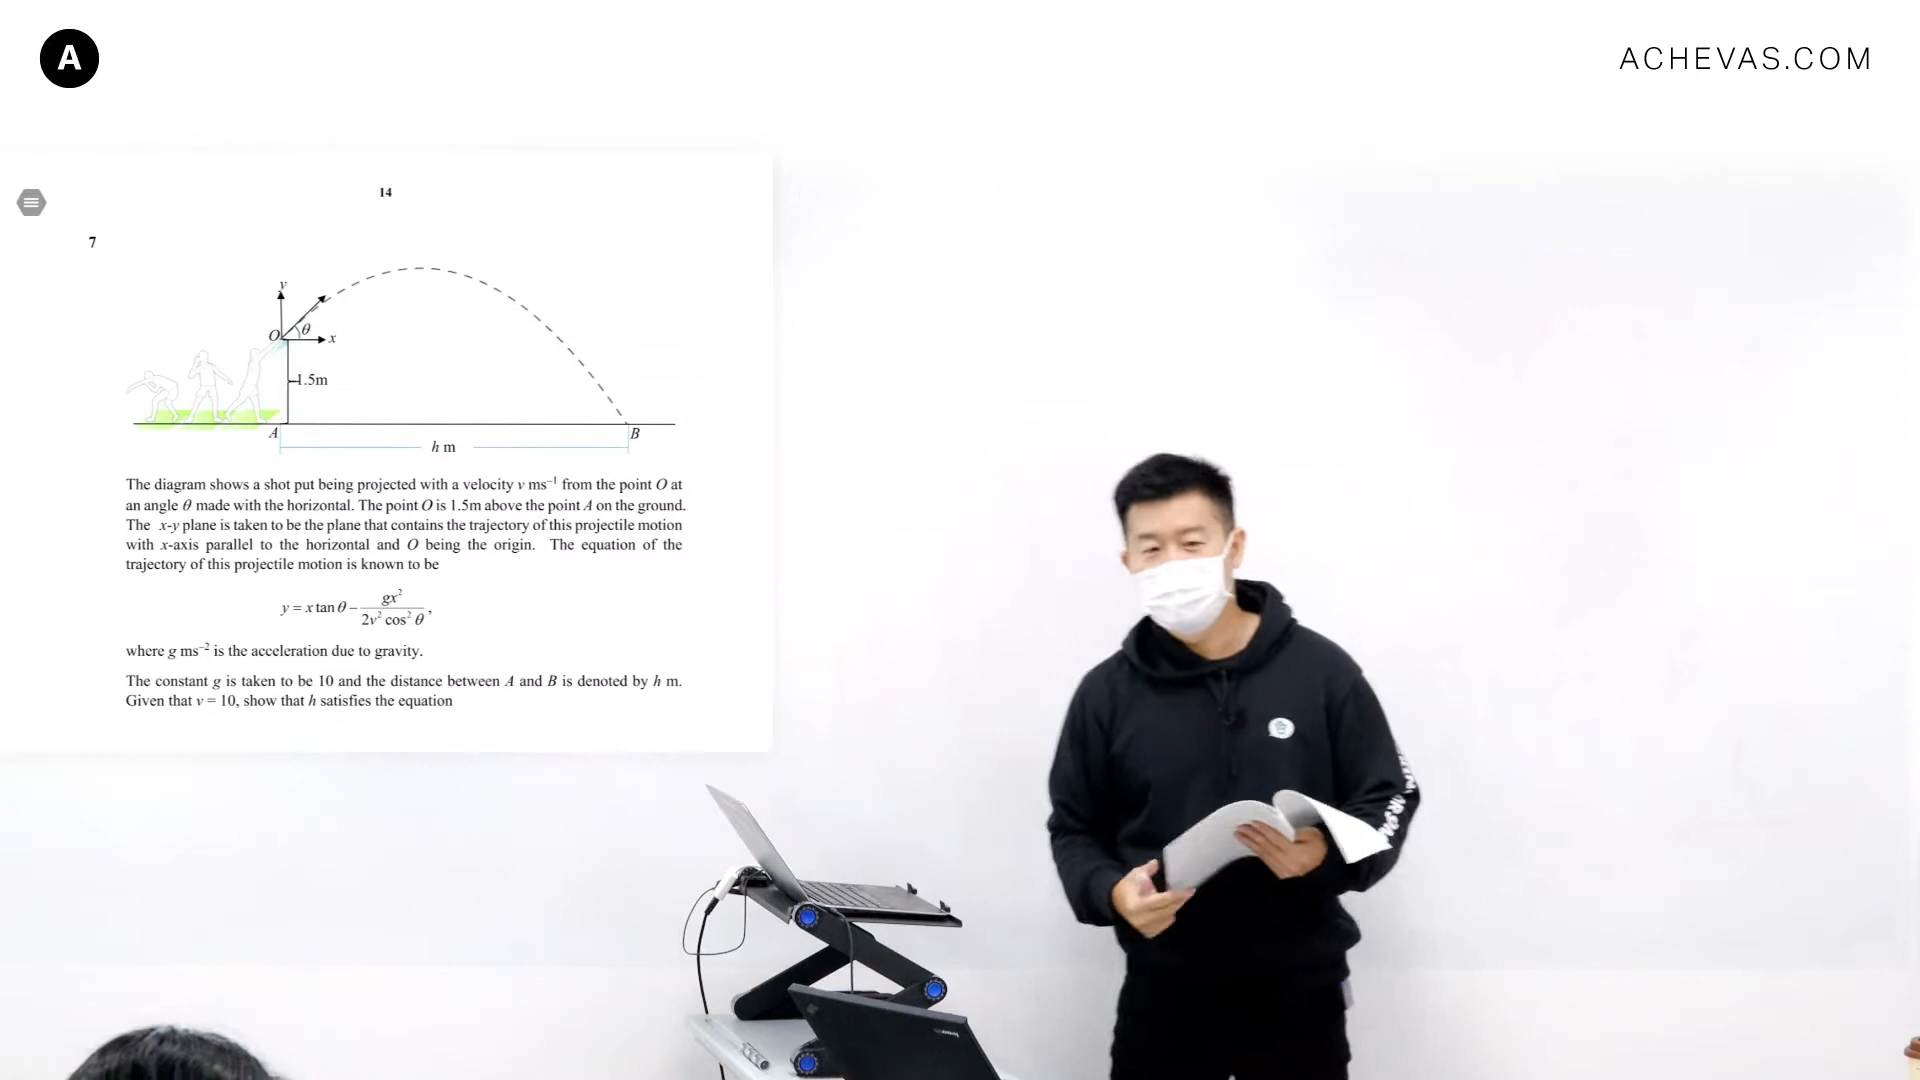 A
ACHEVAS.COM
14
7
y
O
θ
x
1.5m
A
B
h m
The diagram shows a shot put being projected with a velocity v ms⁻¹ from the point O at
an angle θ made with the horizontal. The point O is 1.5m above the point A on the ground.
The x-y plane is taken to be the plane that contains the trajectory of this projectile motion
with x-axis parallel to the horizontal and O being the origin. The equation of the
trajectory of this projectile motion is known to be
y = x tan θ − gx² / 2v² cos² θ ,
where g ms⁻² is the acceleration due to gravity.
The constant g is taken to be 10 and the distance between A and B is denoted by h m.
Given that v = 10, show that h satisfies the equation